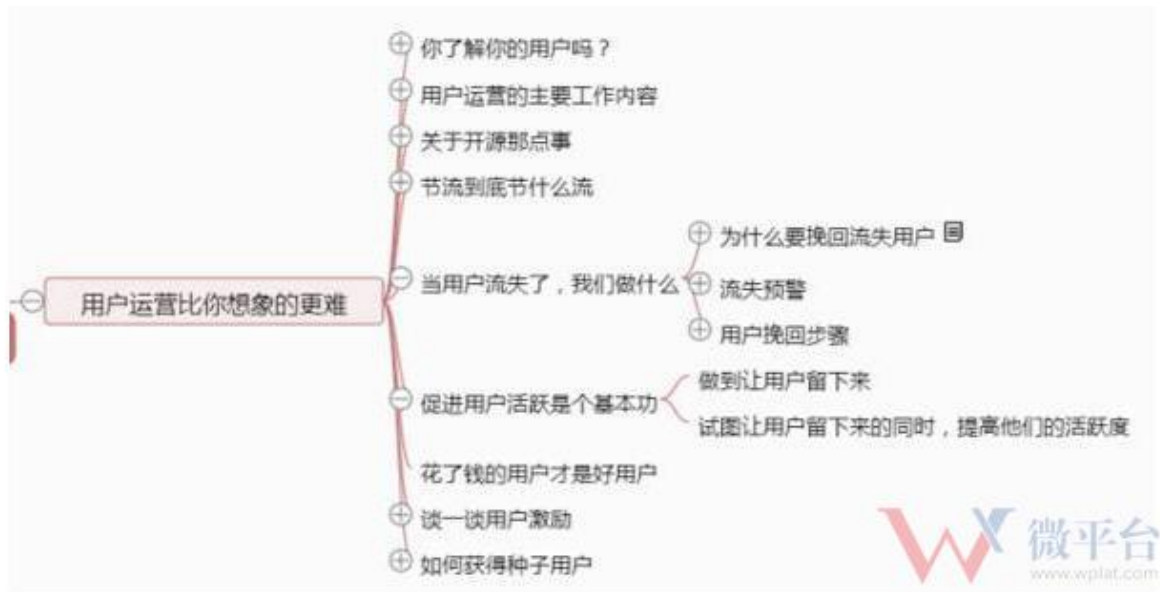 你了解你的用户吗？
用户运营的主要工作内容
关于开源那点事
节流到底节什么流
为什么要挽回流失用户
当用户流失了，我们做什么
流失预警
用户运营比你想象的更难
用户挽回步骤
做到让用户留下来
促进用户活跃是个基本功
试图让用户留下来的同时，提高他们的活跃度
花了钱的用户才是好用户
谈一谈用户激励
如何获得种子用户
微平台
www.wplat.com